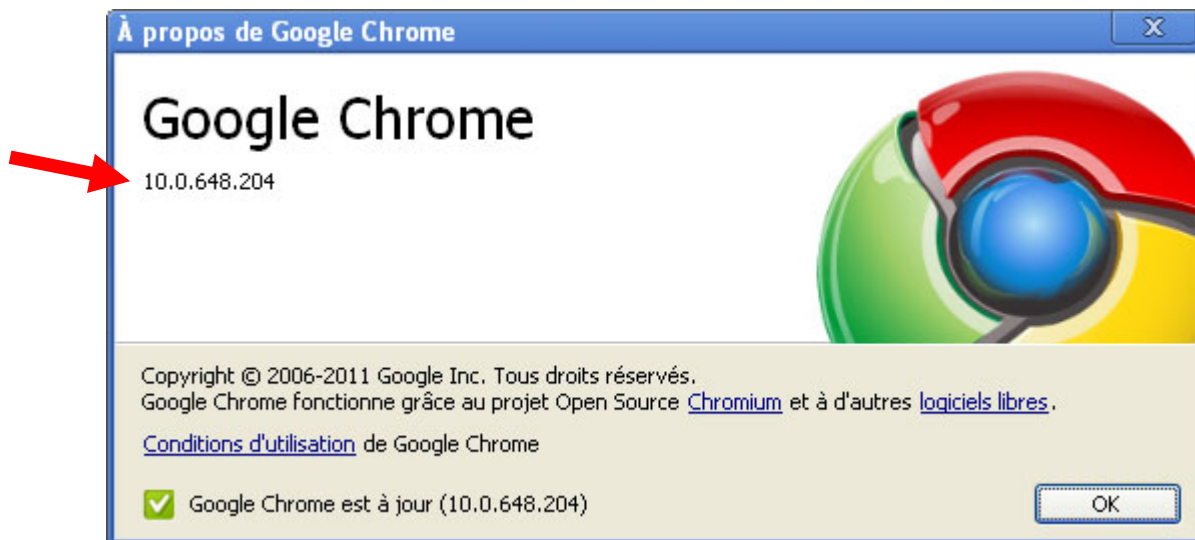 À propos de Google Chrome
X
Google Chrome
10.0.648.204
Copyright © 2006-2011 Google Inc. Tous droits réservés.
Google Chrome fonctionne grâce au projet Open Source Chromium et à d'autres logiciels libres.
Conditions d'utilisation de Google Chrome
Google Chrome est à jour (10.0.648.204)
OK